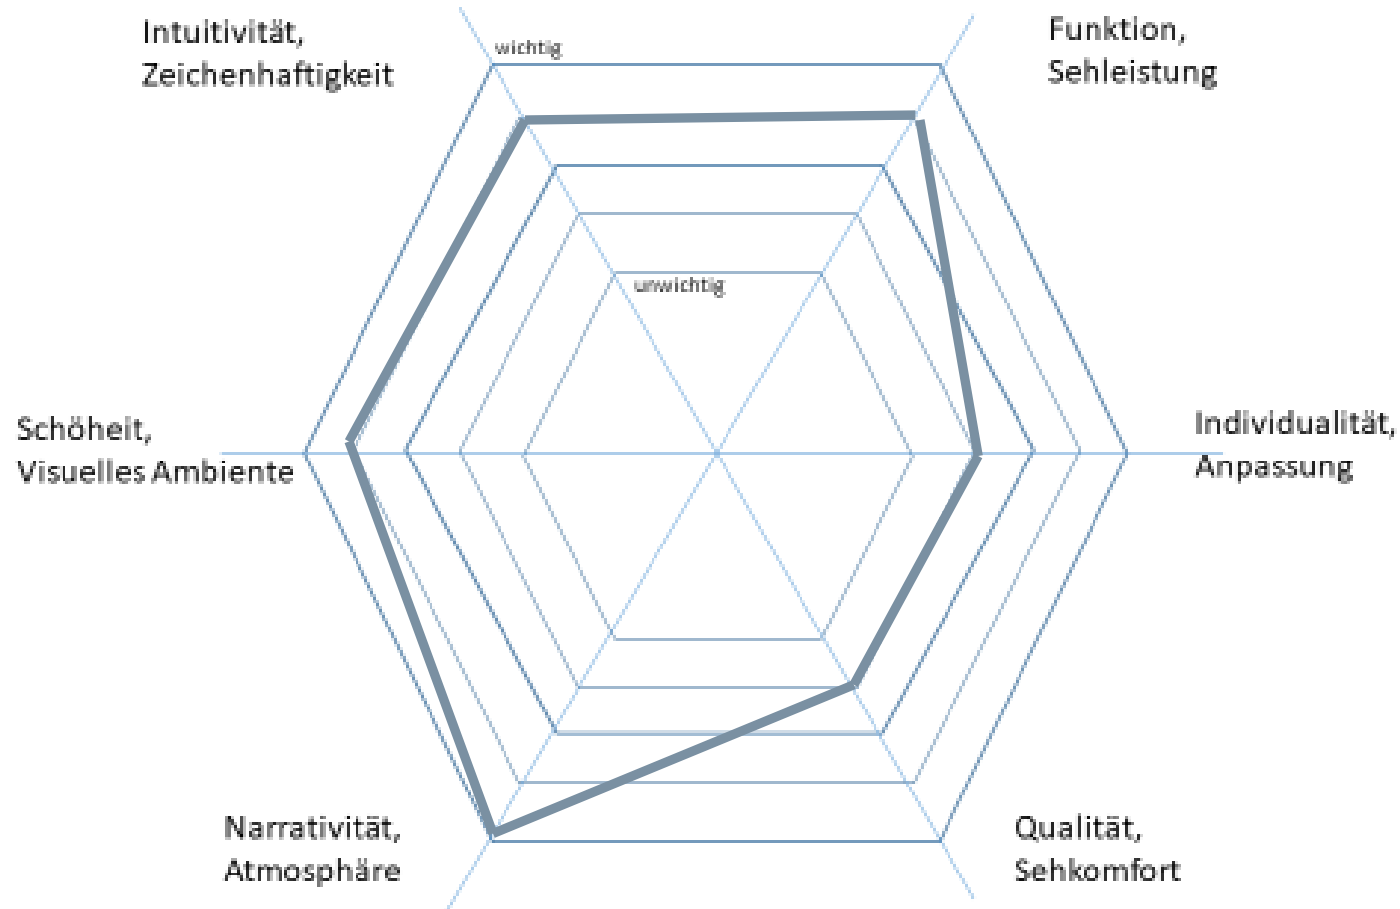 Intuitivität,
Zeichenhaftigkeit
wichtig
Funktion,
Sehleistung
unwichtig
Schöheit,
Visuelles Ambiente
Individualität,
Anpassung
Narrativität,
Atmosphäre
Qualität,
Sehkomfort